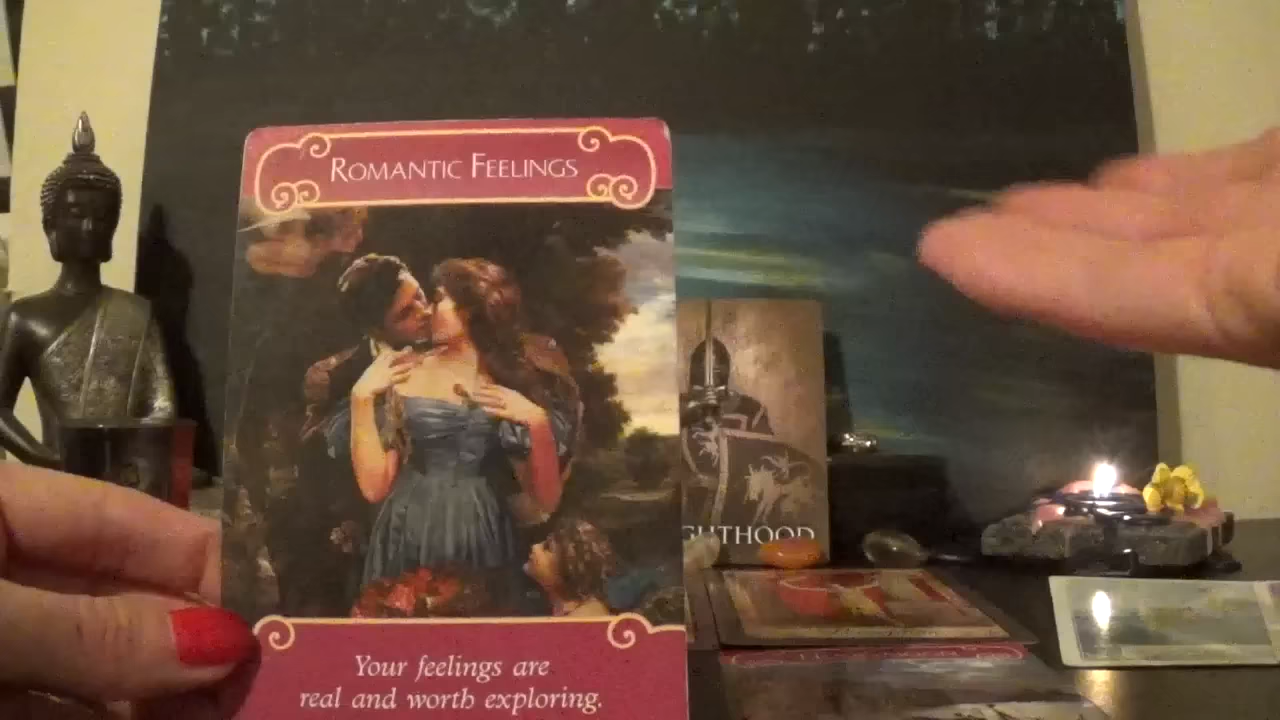 ROMANTIC FEELINGS
GHTHOOD
Your feelings are
real and worth exploring.